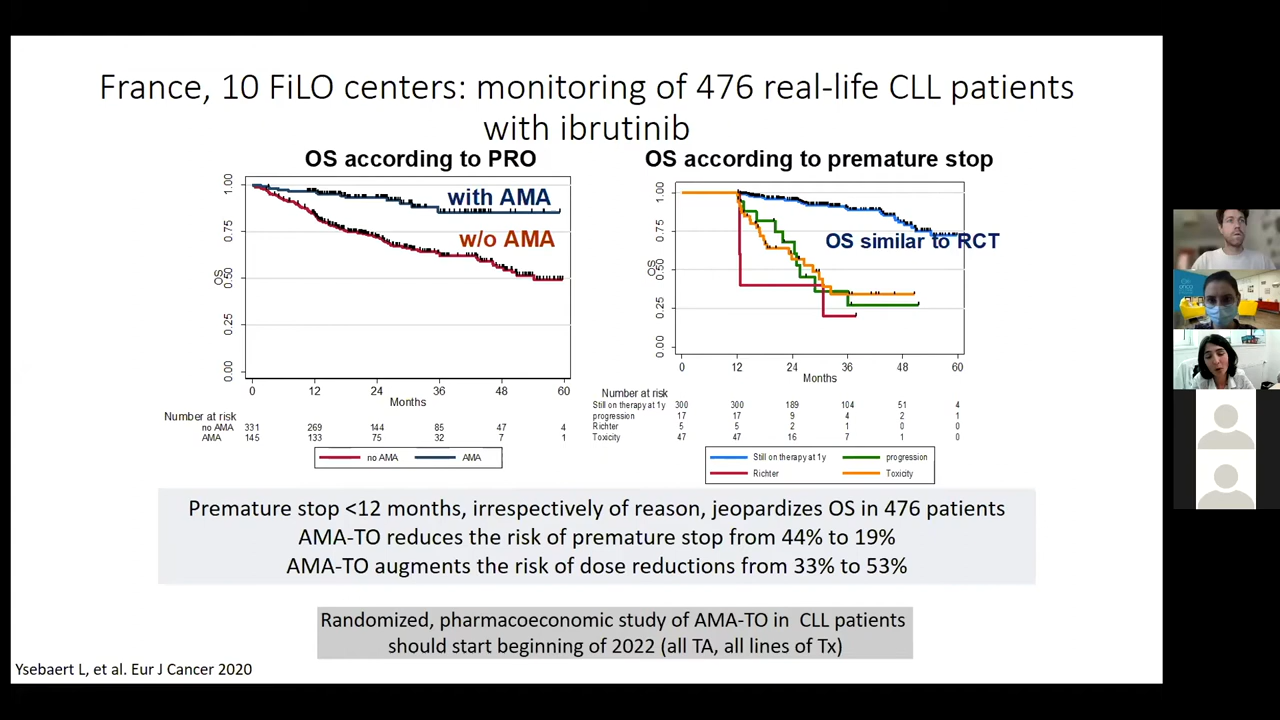 France, 10 FiLO centers: monitoring of 476 real-life CLL patients
with ibrutinib
OS according to PRO
1.00
0.75
0.50
0.25
0.00
OS
with AMA
w/o AMA
0 12 24 36 48 60
Months
Number at risk
no AMA 331 269 144 85 47 4
AMA 145 133 75 32 7 1
no AMA AMA
OS according to premature stop
1.00
0.75
0.50
0.25
0.00
OS
OS similar to RCT
0 12 24 36 48 60
Months
Number at risk
Still on therapy at 1y 300 300 189 104 51 4
progression 17 17 9 4 2 1
Richter 5 5 2 1 0 0
Toxicity 47 47 16 7 1 0
Still on therapy at 1y progression
Richter Toxicity
Premature stop <12 months, irrespectively of reason, jeopardizes OS in 476 patients
AMA-TO reduces the risk of premature stop from 44% to 19%
AMA-TO augments the risk of dose reductions from 33% to 53%
Randomized, pharmacoeconomic study of AMA-TO in CLL patients
should start beginning of 2022 (all TA, all lines of Tx)
Ysebaert L, et al. Eur J Cancer 2020